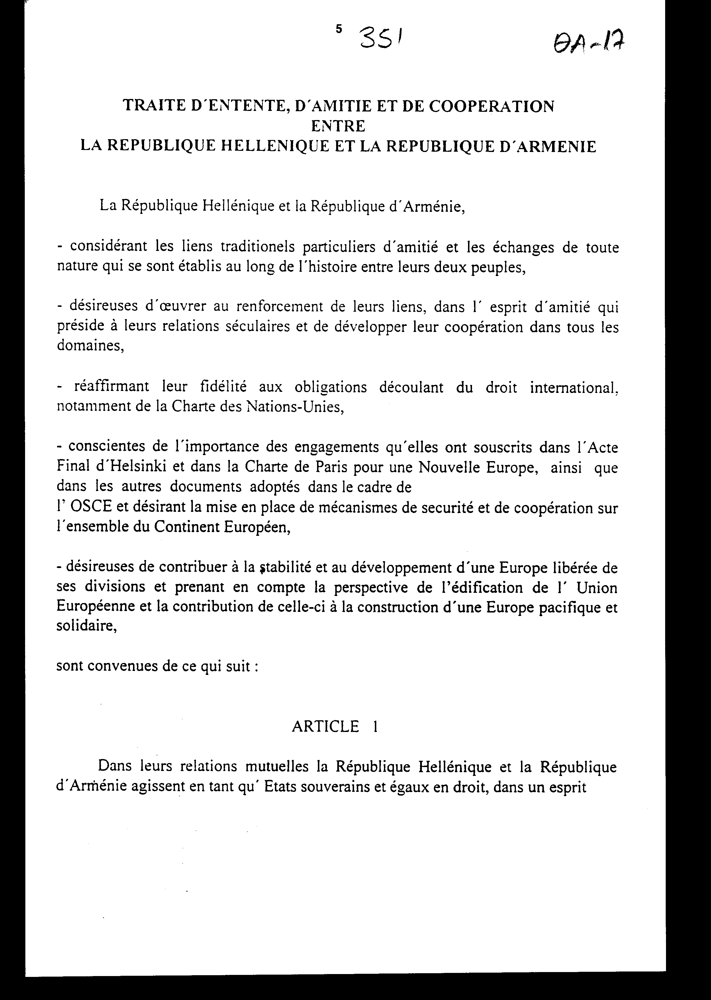 5 351 ΘA-17
TRAITE D´ENTENTE, D´AMITIE ET DE COOPERATION
ENTRE
LA REPUBLIQUE HELLENIQUE ET LA REPUBLIQUE D´ARMENIE
La République Hellénique et la République d´Arménie,
- considérant les liens traditionels particuliers d´amitié et les échanges de toute
nature qui se sont établis au long de l´histoire entre leurs deux peuples,
- désireuses d´œuvrer au renforcement de leurs liens, dans l´ esprit d´amitié qui
préside à leurs relations séculaires et de développer leur coopération dans tous les
domaines,
- réaffirmant leur fidélité aux obligations découlant du droit international,
notamment de la Charte des Nations-Unies,
- conscientes de l´importance des engagements qu´elles ont souscrits dans l´Acte
Final d´Helsinki et dans la Charte de Paris pour une Nouvelle Europe, ainsi que
dans les autres documents adoptés dans le cadre de
l´ OSCE et désirant la mise en place de mécanismes de securité et de coopération sur
l´ensemble du Continent Européen,
- désireuses de contribuer à la stabilité et au développement d´une Europe libérée de
ses divisions et prenant en compte la perspective de l’édification de l´ Union
Européenne et la contribution de celle-ci à la construction d´une Europe pacifique et
solidaire,
sont convenues de ce qui suit :
ARTICLE 1
Dans leurs relations mutuelles la République Hellénique et la République
d´Arménie agissent en tant qu´ Etats souverains et égaux en droit, dans un esprit